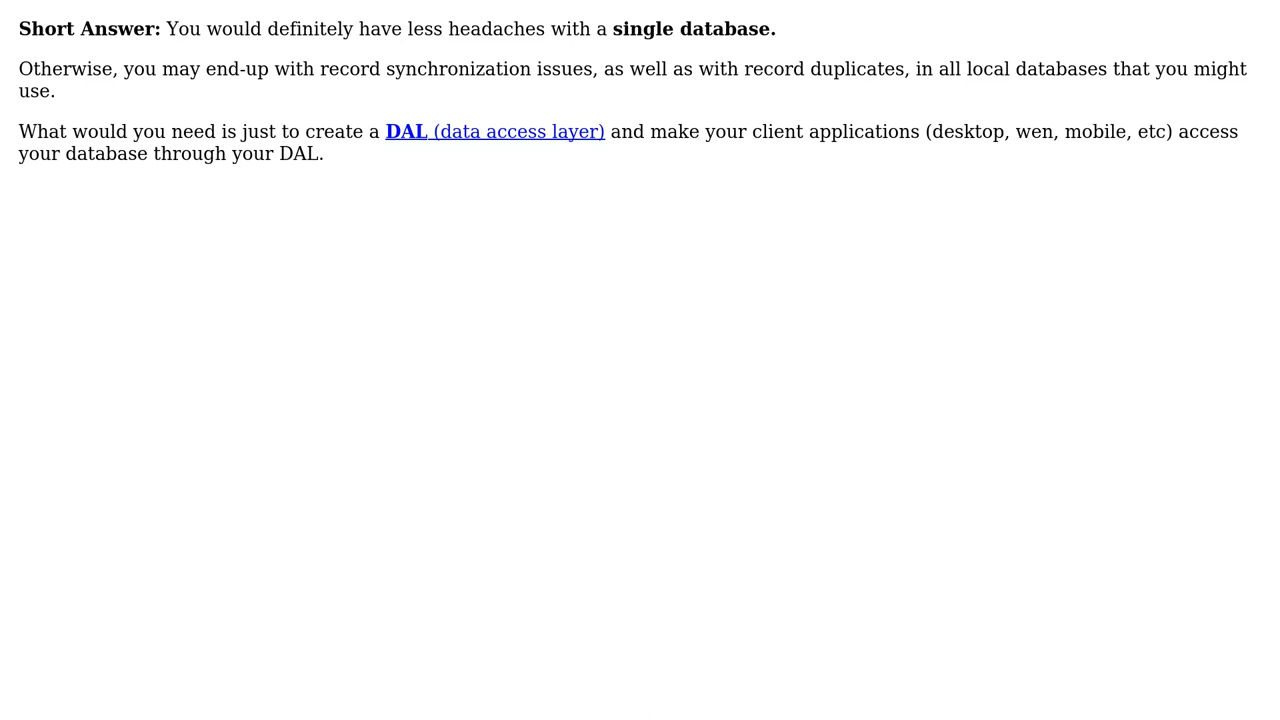 Short Answer: You would definitely have less headaches with a single database.
Otherwise, you may end-up with record synchronization issues, as well as with record duplicates, in all local databases that you might
use.
What would you need is just to create a DAL (data access layer) and make your client applications (desktop, wen, mobile, etc) access
your database through your DAL.